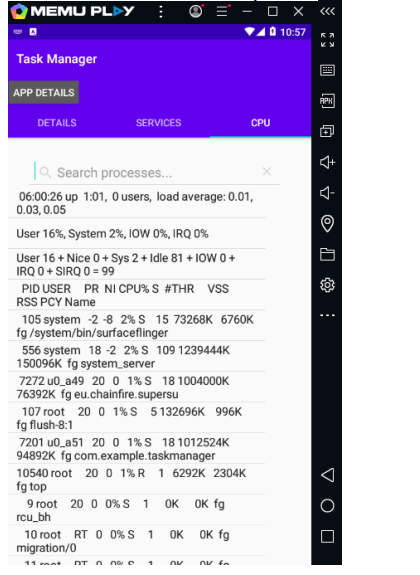 MEMU PLAY
10:57
Task Manager
APP DETAILS
DETAILS SERVICES CPU
Search processes...
06:00:26 up 1:01, 0 users, load average: 0.01,
0.03, 0.05
User 16%, System 2%, IOW 0%, IRQ 0%
User 16 + Nice 0 + Sys 2 + Idle 81 + IOW 0 +
IRQ 0 + SIRQ 0 = 99
PID USER PR NI CPU% S #THR VSS
RSS PCY Name
105 system -2 -8 2% S 15 73268K 6760K
fg /system/bin/surfaceflinger
556 system 18 -2 2% S 109 1239444K
150096K fg system_server
7272 u0_a49 20 0 1% S 18 1004000K
76392K fg eu.chainfire.supersu
107 root 20 0 1% S 5 132696K 996K
fg flush-8:1
7201 u0_a51 20 0 1% S 18 1012524K
94892K fg com.example.taskmanager
10540 root 20 0 1% R 1 6292K 2304K
fg top
9 root 20 0 0% S 1 0K 0K fg
rcu_bh
10 root RT 0 0% S 1 0K 0K fg
migration/0
11 root RT 0 0% S 1 0K 0K fg